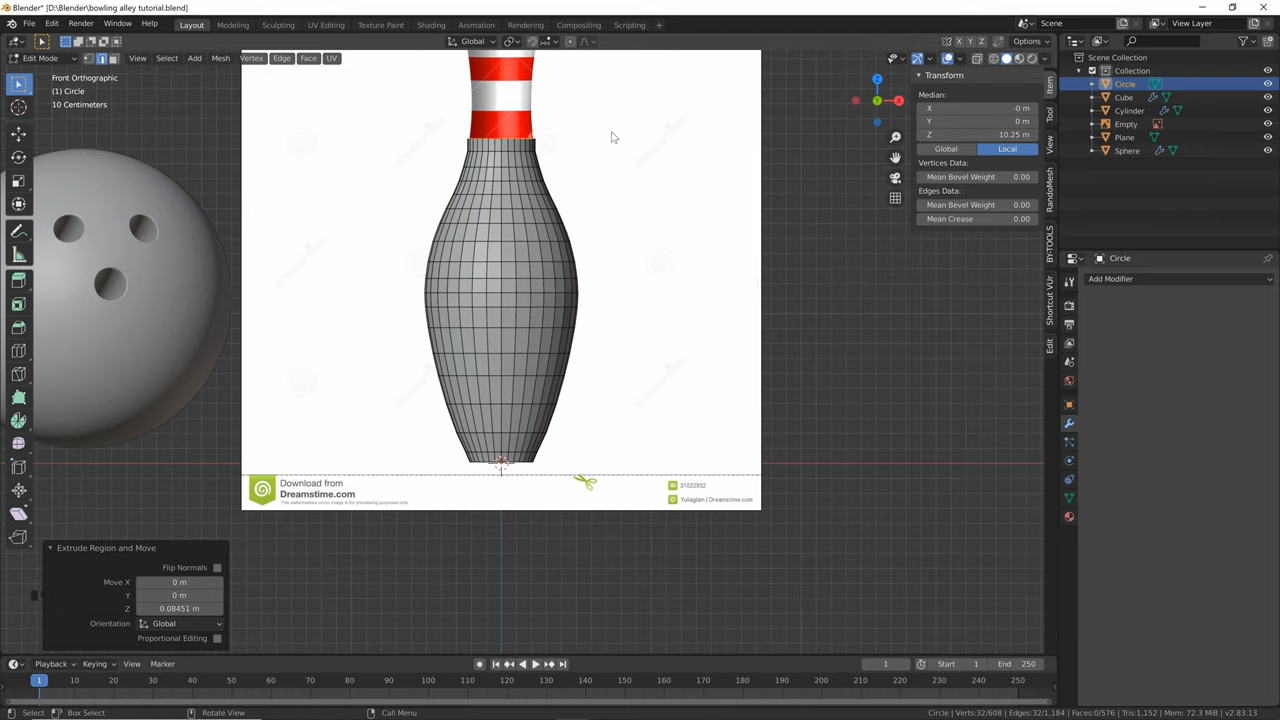 Blender* [D:\Blender\bowling alley tutorial.blend]
File Edit Render Window Help Layout Modeling Sculpting UV Editing Texture Paint Shading Animation Rendering Compositing Scripting Scene View Layer
Global Options
Edit Mode View Select Add Mesh Vertex Edge Face UV X Y Z
Front Orthographic
(1) Circle
10 Centimeters
Z
X
Y
Transform
Median:
X -0 m
Y 0 m
Z 10.25 m
Global Local
Vertices Data:
Mean Bevel Weight 0.00
Edges Data:
Mean Bevel Weight 0.00
Mean Crease 0.00
Item
Tool
View
RandoMesh
BY-TOOLS
Shortcut VUr
Edit
Scene Collection
Collection
Circle
Cube
Cylinder
Empty
Plane
Sphere
Circle
Add Modifier
Download from
Dreamstime.com
This watermarked comp image is for previewing purposes only.
31022932
Yuliaglam | Dreamstime.com
Extrude Region and Move
Flip Normals
Move X 0 m
Y 0 m
Z 0.08451 m
Orientation Global
Proportional Editing
Playback Keying View Marker 1 Start 1 End 250
1 10 20 30 40 50 60 70 80 90 100 110 120 130 140 150 160 170 180 190 200 210 220 230 240 250
Select Box Select Rotate View Call Menu Circle | Verts:32/608 | Edges:32/1,184 | Faces:0/576 | Tris:1,152 | Mem: 72.3 MiB | v2.83.13